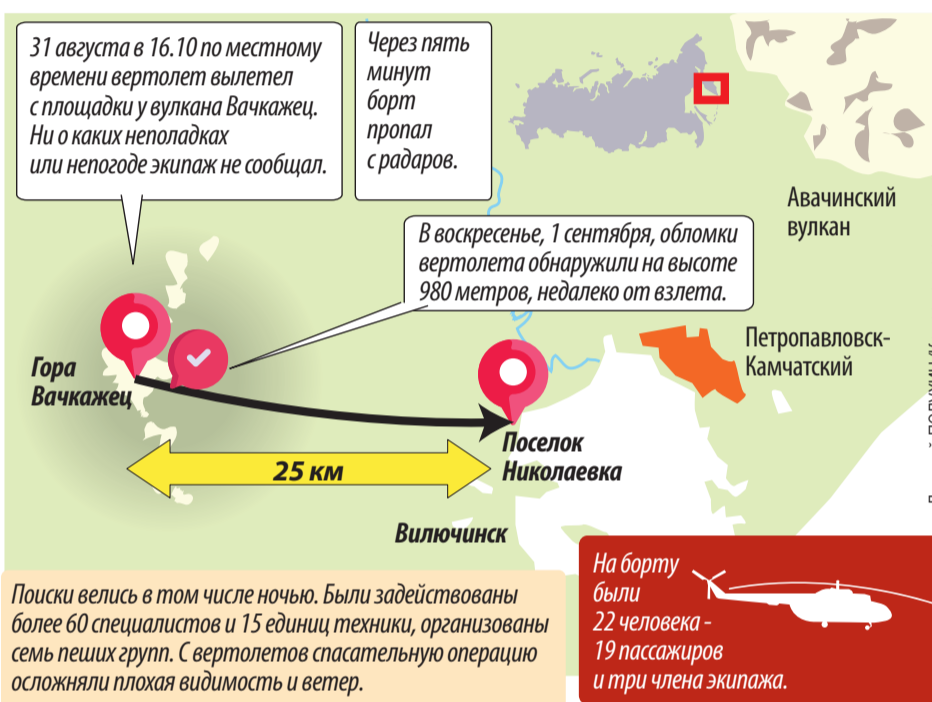 31 августа в 16.10 по местному
времени вертолет вылетел
с площадки у вулкана Вачкажец.
Ни о каких неполадках
или непогоде экипаж не сообщал.
Через пять
минут
борт
пропал
с радаров.
Авачинский
вулкан
В воскресенье, 1 сентября, обломки
вертолета обнаружили на высоте
980 метров, недалеко от взлета.
Петропавловск-
Камчатский
Гора
Вачкажец
Поселок
Николаевка
25 км
Вилючинск
Поиски велись в том числе ночью. Были задействованы
более 60 специалистов и 15 единиц техники, организованы
семь пеших групп. С вертолетов спасательную операцию
осложняли плохая видимость и ветер.
На борту
были
22 человека -
19 пассажиров
и три члена экипажа.